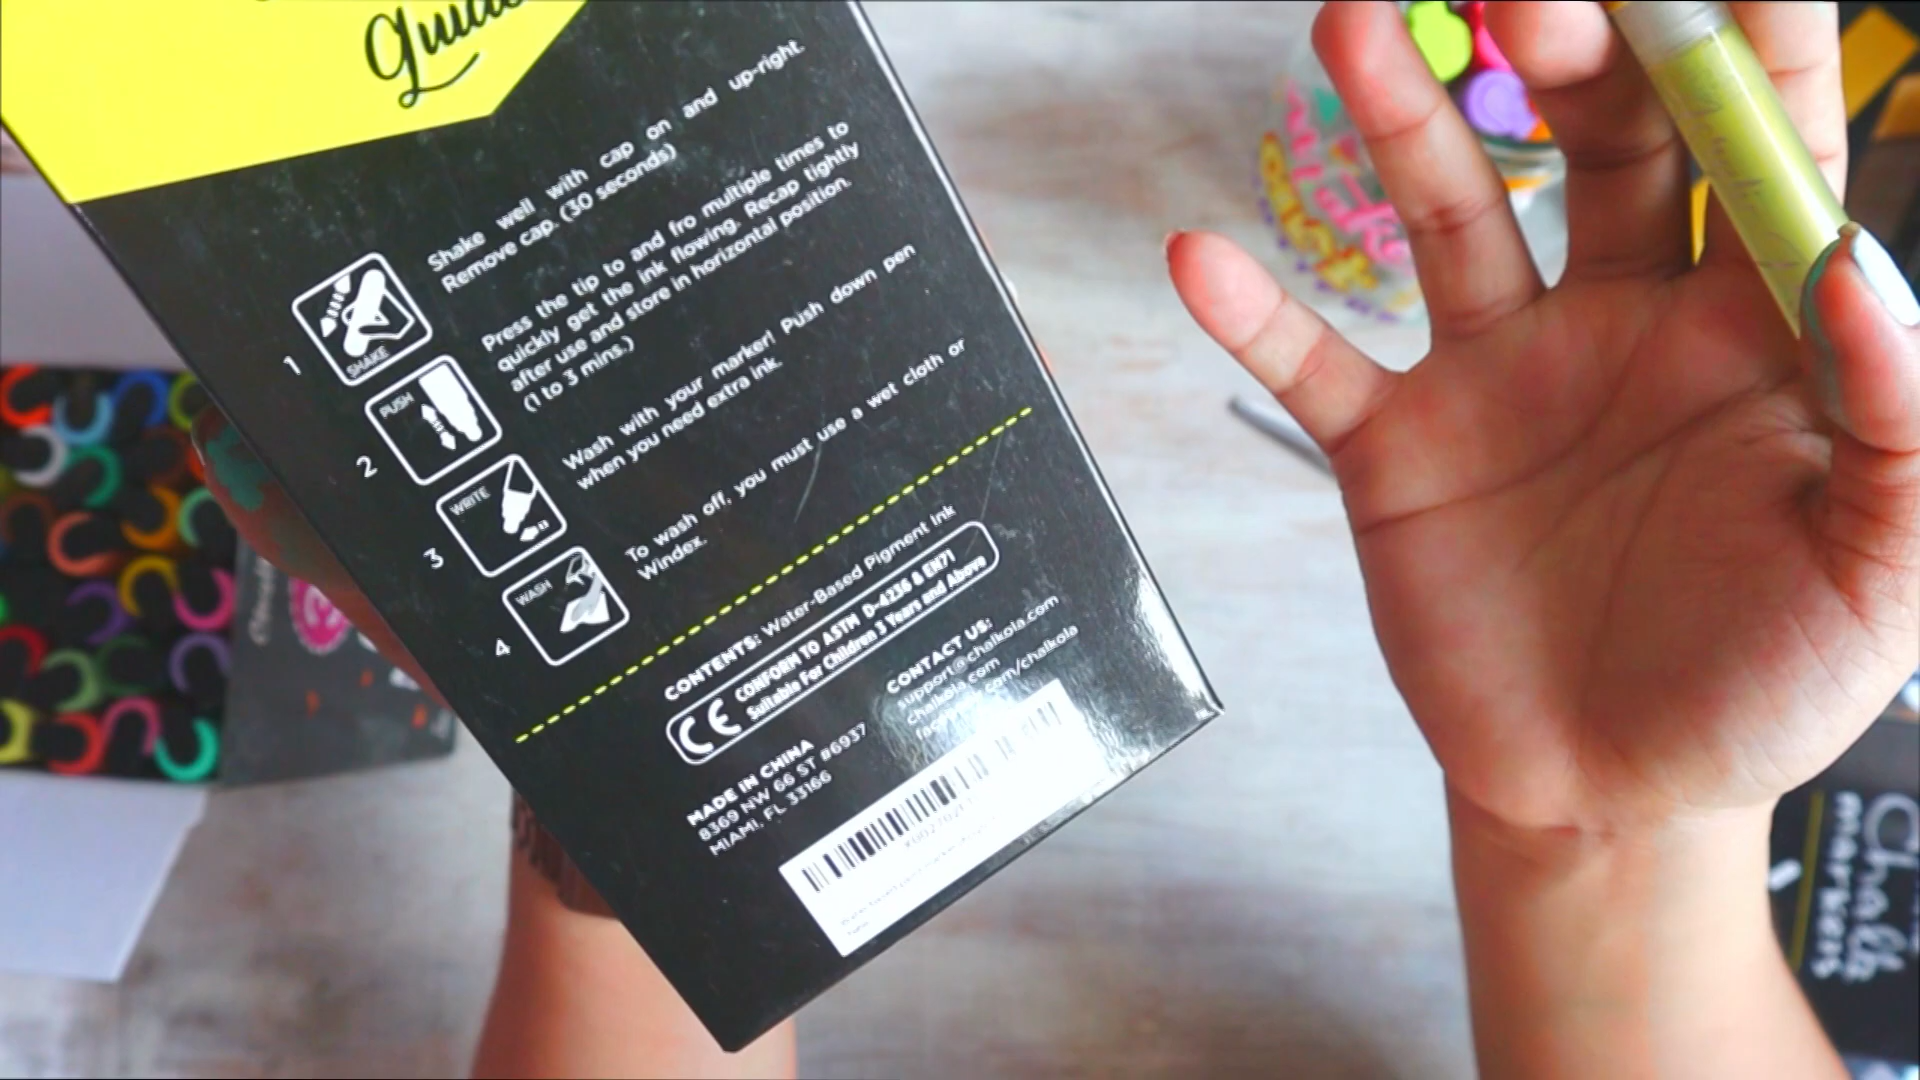 Guide
Shake well with cap on and up-right.
Remove cap. (30 seconds)
1
SHAKE
Press the tip to and fro multiple times to
quickly get the ink flowing. Recap tightly
after use and store in horizontal position.
(1 to 3 mins.)
2
PUSH
Wash with your marker! Push down pen
when you need extra ink.
3
WRITE
To wash off, you must use a wet cloth or
Windex.
4
WASH
CONTENTS: Water-Based Pigment Ink
CE
CONFORM TO ASTM D-4236 & EN71
Suitable For Children 3 Years and Above
MADE IN CHINA
8369 NW 66 ST #6937
MIAMI, FL 33166
CONTACT US:
support@chalkola.com
chalkola.com
com/chalkola
Chalk
markers